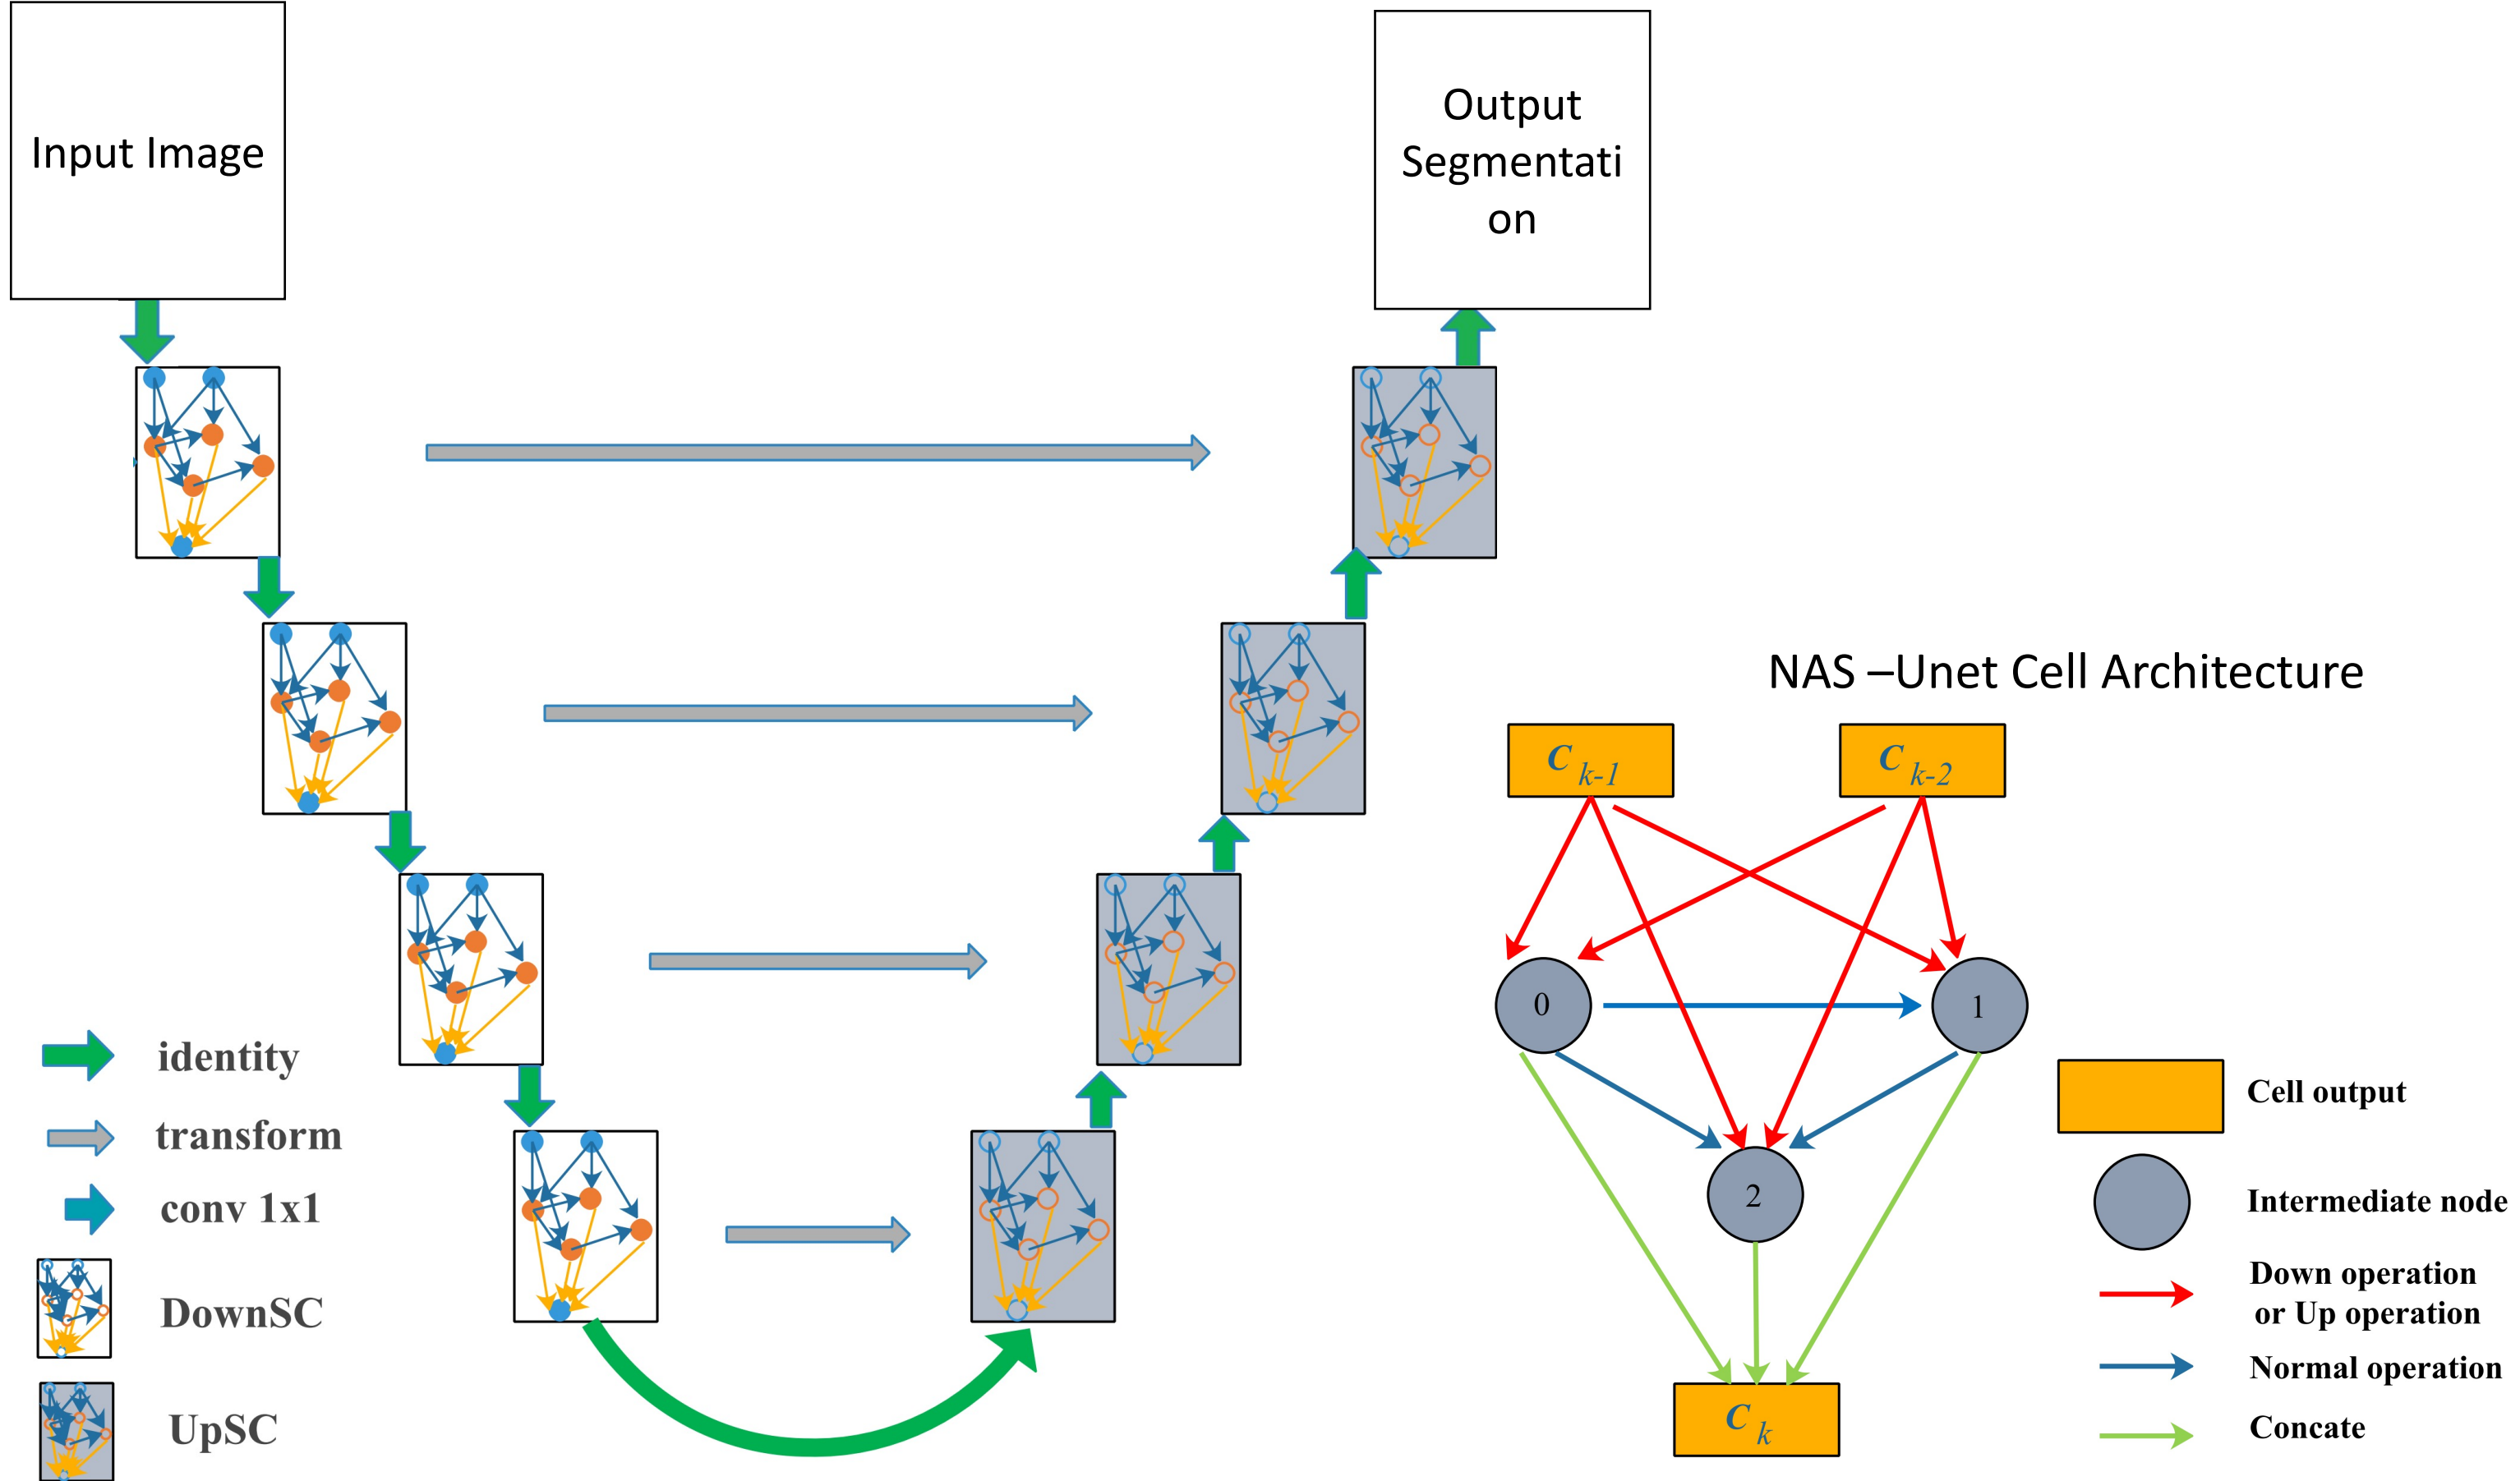 Input Image
Output
Segmentati
on
NAS –Unet Cell Architecture
C k-1
C k-2
0
1
2
C k
identity
transform
conv 1x1
DownSC
UpSC
Cell output
Intermediate node
Down operation
or Up operation
Normal operation
Concate